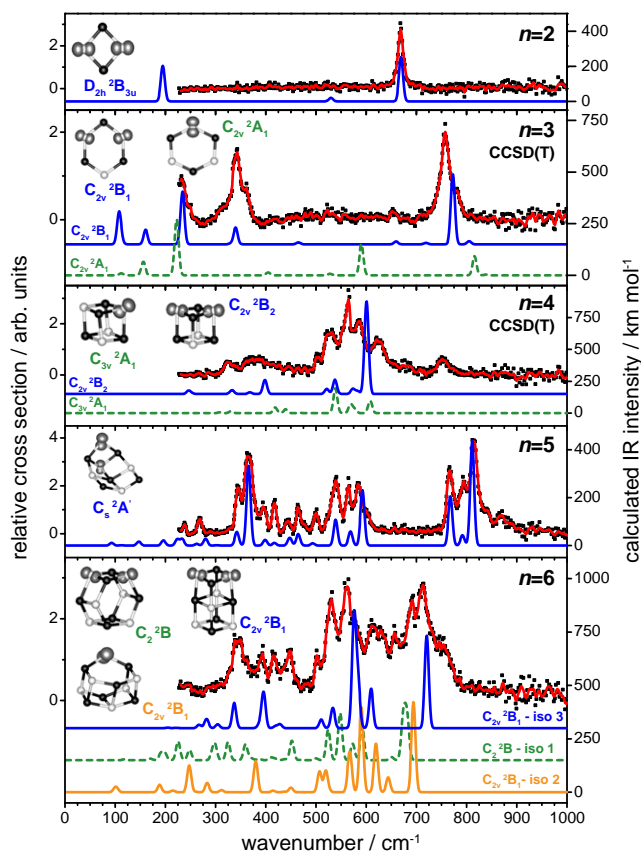 relative cross section / arb. units
calculated IR intensity / km mol⁻¹
n=2
D2h ²B3u
2
1
0
400
200
0
n=3
CCSD(T)
C2v ²A1
C2v ²B1
C2v ²B1
C2v ²A1
2
1
0
750
500
250
0
n=4
CCSD(T)
C2v ²B2
C3v ²A1
C2v ²B2
C3v ²A1
2
0
750
500
250
0
n=5
Cs ²A'
4
2
0
400
200
0
n=6
C2 ²B
C2v ²B1
C2v ²B1
C2v ²B1 - iso 3
C2 ²B - iso 1
C2v ²B1- iso 2
2
1
0
1000
750
500
250
0
0 100 200 300 400 500 600 700 800 900 1000
wavenumber / cm⁻¹